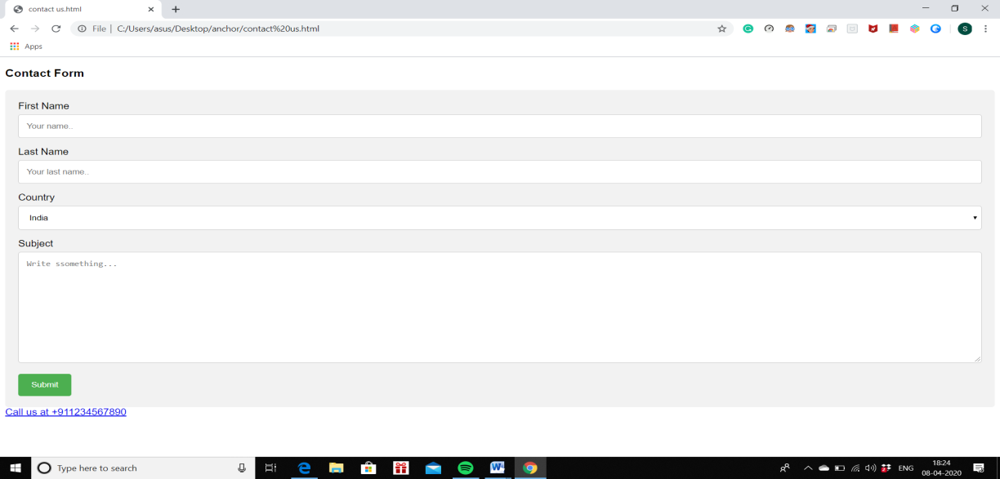 contact us.html
File | C:/Users/asus/Desktop/anchor/contact%20us.html
S
Apps
Contact Form
First Name
Your name..
Last Name
Your last name..
Country
India
Subject
Write ssomething...
Submit
Call us at +911234567890
Type here to search
W
ENG
18:24
08-04-2020